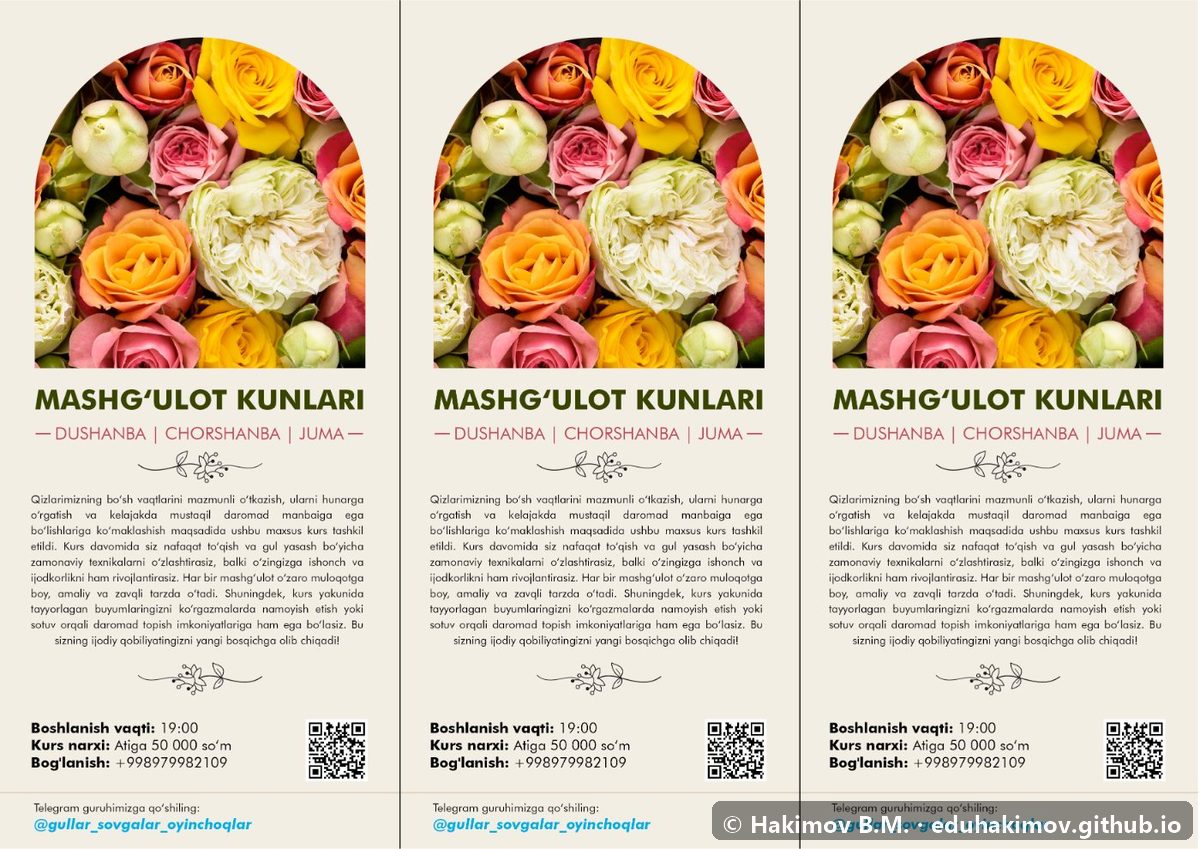 MASHG‘ULOT KUNLARI
DUSHANBA | CHORSHANBA | JUMA
Qizlarimizning bo‘sh vaqtlarini mazmunli o‘tkazish, ularni hunarga
o‘rgatish va kelajakda mustaqil daromad manbaiga ega
bo‘lishlariga ko‘maklashish maqsadida ushbu maxsus kurs tashkil
etildi. Kurs davomida siz nafaqat to‘qish va gul yasash bo‘yicha
zamonaviy texnikalarni o‘zlashtirasiz, balki o‘zingizga ishonch va
ijodkorlikni ham rivojlantirasiz. Har bir mashg‘ulot o‘zaro muloqotga
boy, amaliy va zavqli tarzda o‘tadi. Shuningdek, kurs yakunida
tayyorlagan buyumlaringizni ko‘rgazmalarda namoyish etish yoki
sotuv orqali daromad topish imkoniyatlariga ham ega bo‘lasiz. Bu
sizning ijodiy qobiliyatingizni yangi bosqichga olib chiqadi!
Boshlanish vaqti: 19:00
Kurs narxi: Atiga 50 000 so‘m
Bog'lanish: +998979982109
Telegram guruhimizga qo‘shiling:
@gullar_sovgalar_oyinchoqlar
MASHG‘ULOT KUNLARI
DUSHANBA | CHORSHANBA | JUMA
Qizlarimizning bo‘sh vaqtlarini mazmunli o‘tkazish, ularni hunarga
o‘rgatish va kelajakda mustaqil daromad manbaiga ega
bo‘lishlariga ko‘maklashish maqsadida ushbu maxsus kurs tashkil
etildi. Kurs davomida siz nafaqat to‘qish va gul yasash bo‘yicha
zamonaviy texnikalarni o‘zlashtirasiz, balki o‘zingizga ishonch va
ijodkorlikni ham rivojlantirasiz. Har bir mashg‘ulot o‘zaro muloqotga
boy, amaliy va zavqli tarzda o‘tadi. Shuningdek, kurs yakunida
tayyorlagan buyumlaringizni ko‘rgazmalarda namoyish etish yoki
sotuv orqali daromad topish imkoniyatlariga ham ega bo‘lasiz. Bu
sizning ijodiy qobiliyatingizni yangi bosqichga olib chiqadi!
Boshlanish vaqti: 19:00
Kurs narxi: Atiga 50 000 so‘m
Bog'lanish: +998979982109
Telegram guruhimizga qo‘shiling:
@gullar_sovgalar_oyinchoqlar
MASHG‘ULOT KUNLARI
DUSHANBA | CHORSHANBA | JUMA
Qizlarimizning bo‘sh vaqtlarini mazmunli o‘tkazish, ularni hunarga
o‘rgatish va kelajakda mustaqil daromad manbaiga ega
bo‘lishlariga ko‘maklashish maqsadida ushbu maxsus kurs tashkil
etildi. Kurs davomida siz nafaqat to‘qish va gul yasash bo‘yicha
zamonaviy texnikalarni o‘zlashtirasiz, balki o‘zingizga ishonch va
ijodkorlikni ham rivojlantirasiz. Har bir mashg‘ulot o‘zaro muloqotga
boy, amaliy va zavqli tarzda o‘tadi. Shuningdek, kurs yakunida
tayyorlagan buyumlaringizni ko‘rgazmalarda namoyish etish yoki
sotuv orqali daromad topish imkoniyatlariga ham ega bo‘lasiz. Bu
sizning ijodiy qobiliyatingizni yangi bosqichga olib chiqadi!
Boshlanish vaqti: 19:00
Kurs narxi: Atiga 50 000 so‘m
Bog'lanish: +998979982109
Telegram guruhimizga qo‘shiling:
© Hakimov B.M. · eduhakimov.github.io